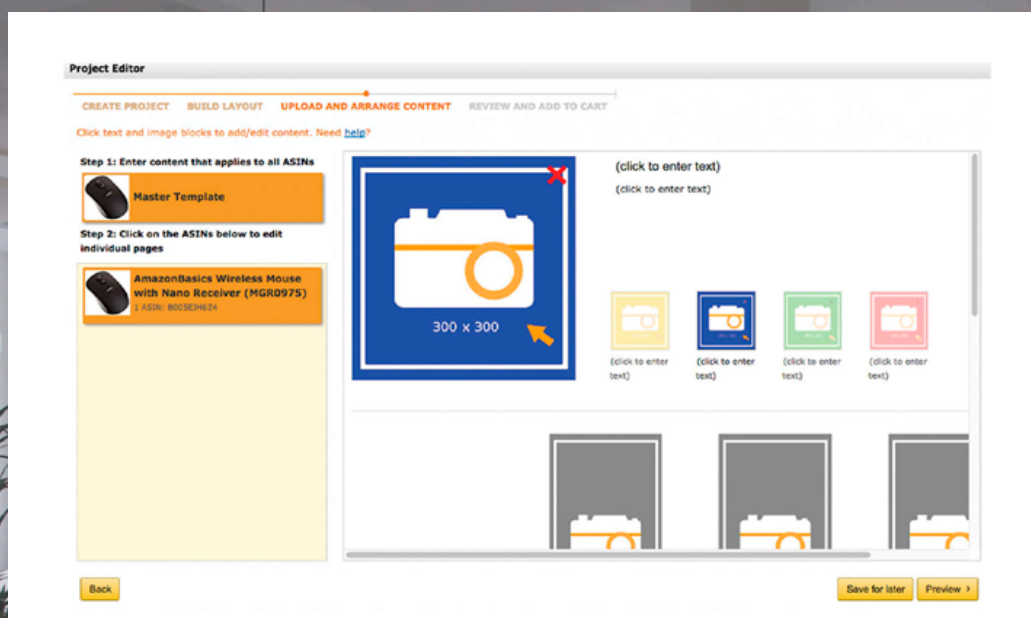 Project Editor
CREATE PROJECT BUILD LAYOUT UPLOAD AND ARRANGE CONTENT REVIEW AND ADD TO CART
Click text and image blocks to add/edit content. Need help?
Step 1: Enter content that applies to all ASINs
Master Template
Step 2: Click on the ASINs below to edit
individual pages
AmazonBasics Wireless Mouse
with Nano Receiver (MGR0975)
1 ASIN: B005EJH6Z4
300 x 300
(click to enter text)
(click to enter text)
(click to enter
text)
(click to enter
text)
(click to enter
text)
(click to enter
text)
Back
Save for later
Preview >